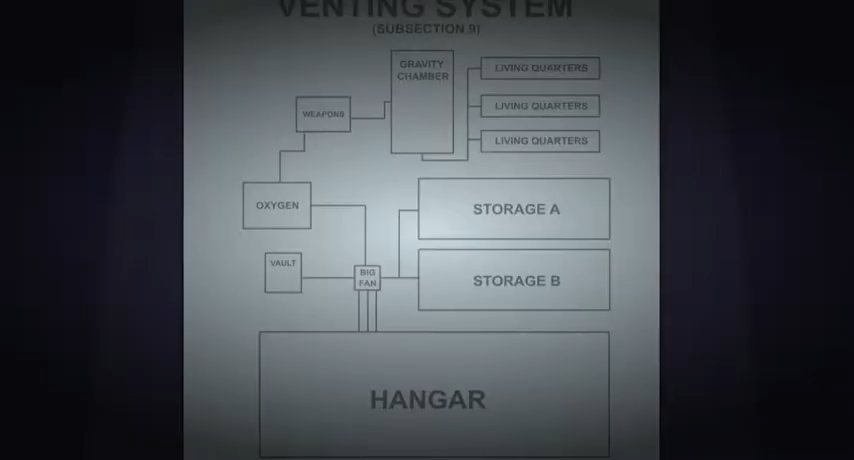 VENTING SYSTEM
(SUBSECTION 9)
GRAVITY
CHAMBER
LIVING QUARTERS
WEAPONS
LIVING QUARTERS
LIVING QUARTERS
OXYGEN
STORAGE A
VAULT
BIG
FAN
STORAGE B
HANGAR